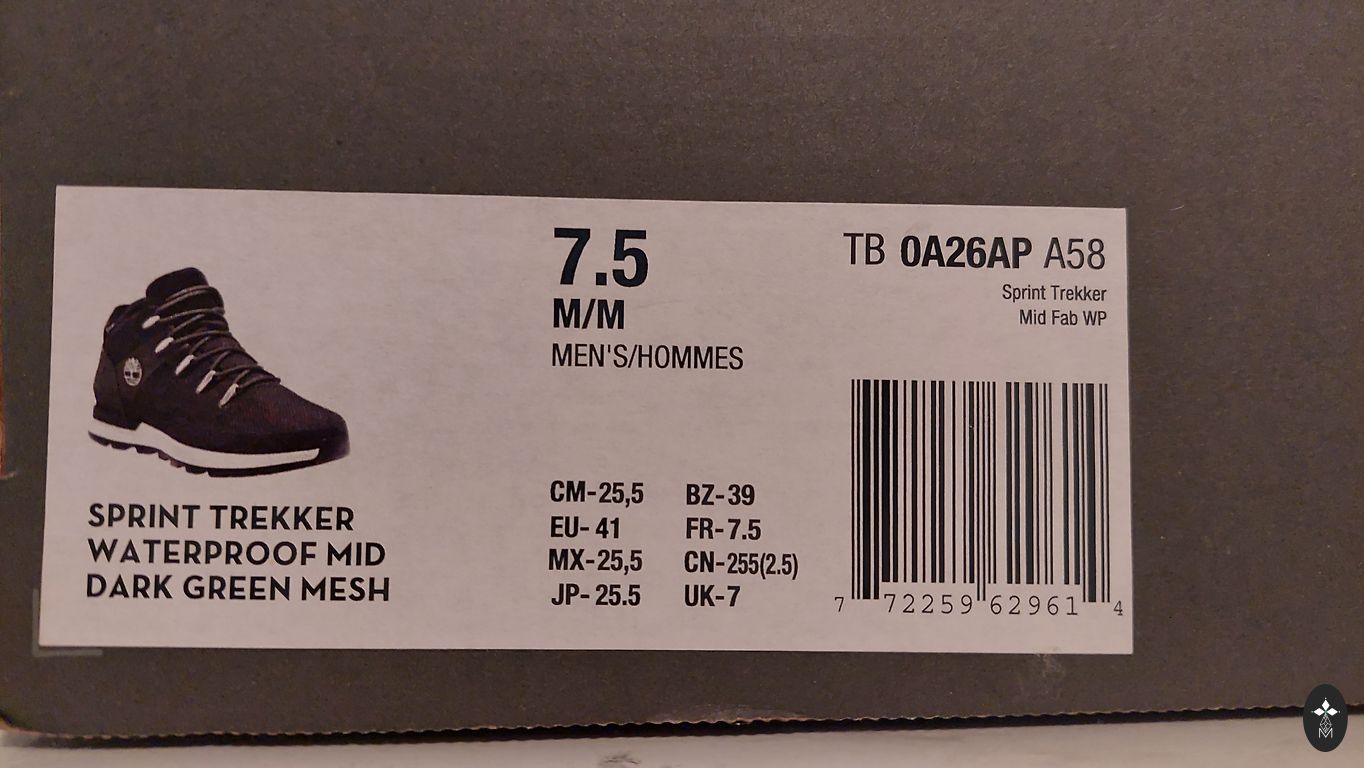 7.5
M/M
MEN'S/HOMMES
TB 0A26AP A58
Sprint Trekker
Mid Fab WP
SPRINT TREKKER
WATERPROOF MID
DARK GREEN MESH
CM-25,5 BZ-39
EU-41 FR-7.5
MX-25,5 CN-255(2.5)
JP-25.5 UK-7
7 72259 62961 4
M